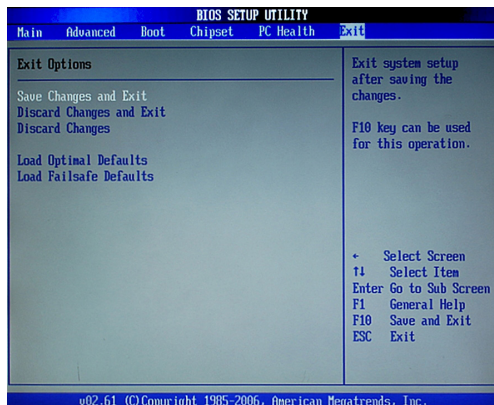 BIOS SETUP UTILITY
Main Advanced Boot Chipset PC Health Exit
Exit Options
Save Changes and Exit
Discard Changes and Exit
Discard Changes
Load Optimal Defaults
Load Failsafe Defaults
Exit system setup
after saving the
changes.
F10 key can be used
for this operation.
← Select Screen
↑↓ Select Item
Enter Go to Sub Screen
F1 General Help
F10 Save and Exit
ESC Exit
v02.61 (C)Copyright 1985-2006, American Megatrends, Inc.